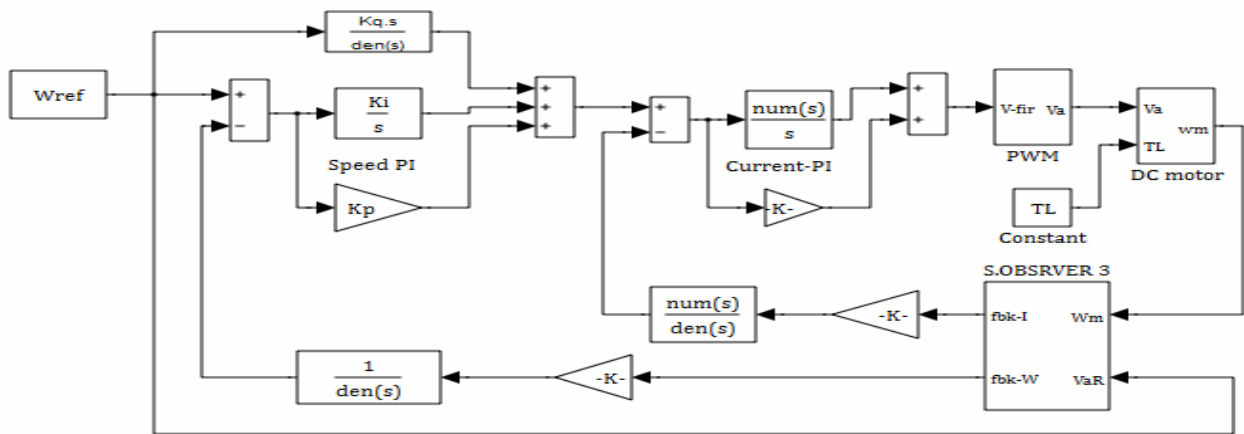 Kq.s
den(s)
Wref
+
−
Ki
s
Speed PI
Kp
+
+
+
+
−
num(s)
s
Current-PI
-K-
+
+
V-fir Va
PWM
Va
TL
wm
DC motor
TL
Constant
S.OBSRVER 3
fbk-I
Wm
fbk-W
VaR
-K-
num(s)
den(s)
-K-
1
den(s)